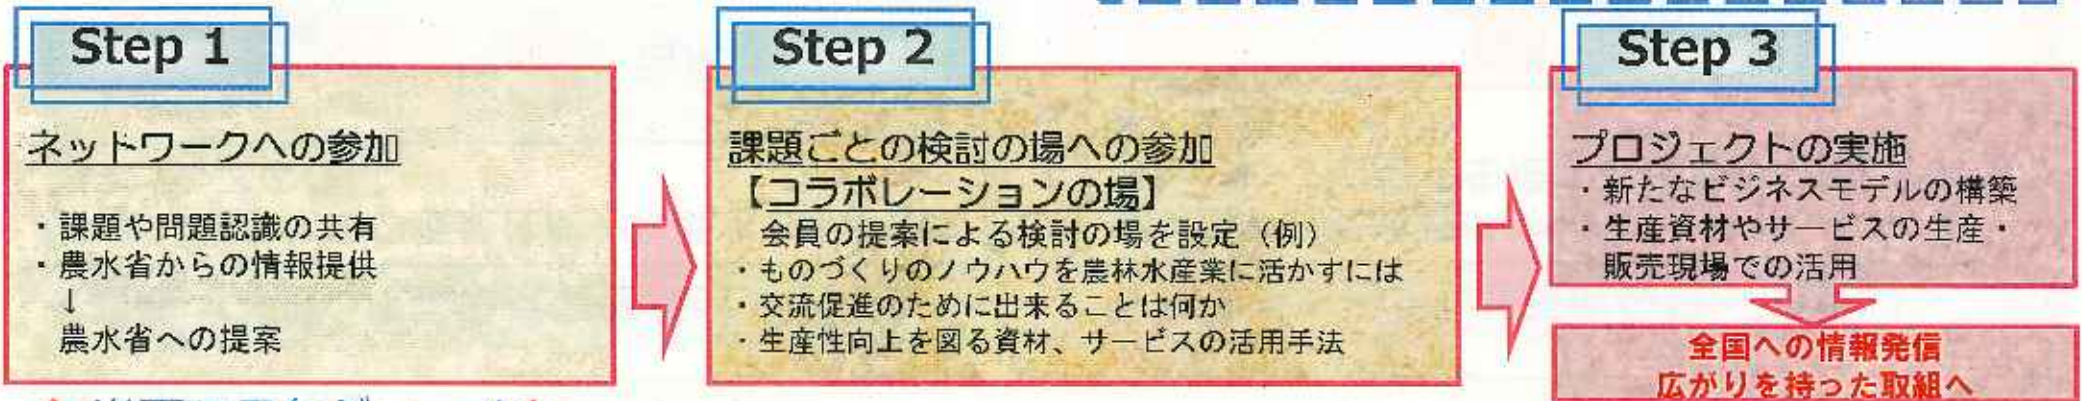 Step 1
ネットワークへの参加
・課題や問題認識の共有
・農水省からの情報提供
↓
農水省への提案
Step 2
課題ごとの検討の場への参加
【コラボレーションの場】
会員の提案による検討の場を設定（例）
・ものづくりのノウハウを農林水産業に活かすには
・交流促進のために出来ることは何か
・生産性向上を図る資材、サービスの活用手法
Step 3
プロジェクトの実施
・新たなビジネスモデルの構築
・生産資材やサービスの生産・
販売現場での活用
全国への情報発信
広がりを持った取組へ